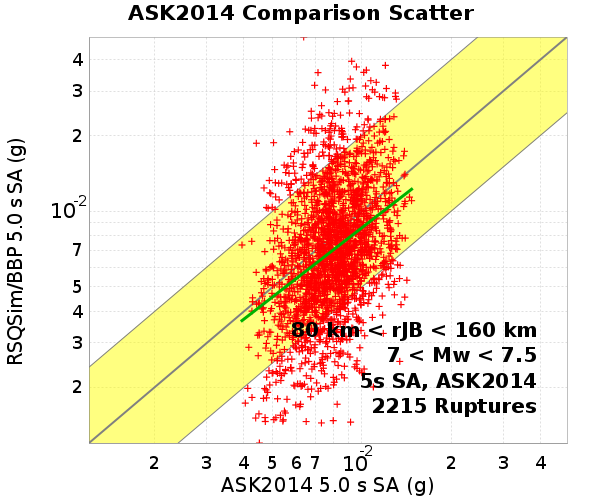 ASK2014 Comparison Scatter
RSQSim/BBP 5.0 s SA (g)
4
3
2
10-2
7
5
4
3
2
80 km < rJB < 160 km
7 < Mw < 7.5
5s SA, ASK2014
2215 Ruptures
2 3 4 5 6 7 10-2 2 3 4
ASK2014 5.0 s SA (g)